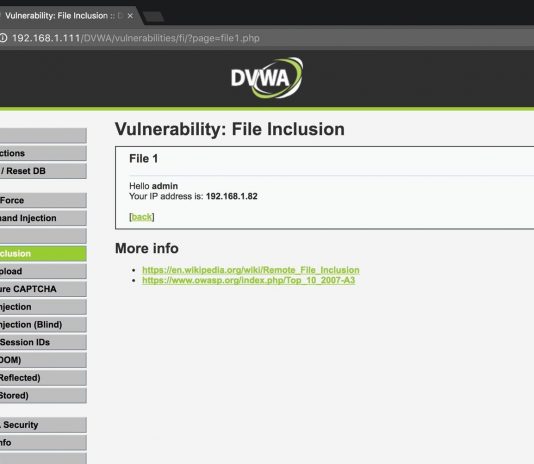 Vulnerability: File Inclusion :: D
192.168.1.111/DVWA/vulnerabilities/fi/?page=file1.php
DVWA
Vulnerability: File Inclusion
File 1
Hello admin
Your IP address is: 192.168.1.82
[back]
More info
https://en.wikipedia.org/wiki/Remote_File_Inclusion
https://www.owasp.org/index.php/Top_10_2007-A3
ctions
/ Reset DB
Force
and Injection
clusion
pload
ure CAPTCHA
njection
njection (Blind)
Session IDs
DOM)
Reflected)
Stored)
Security
nfo